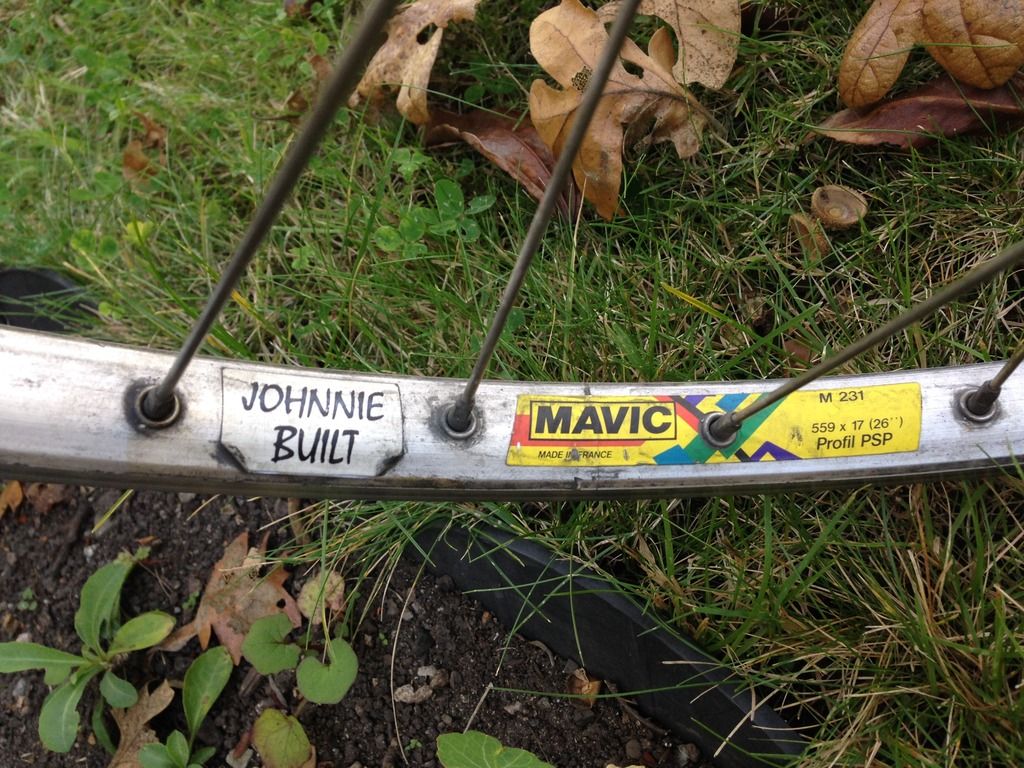 JOHNNIE
BUILT
MAVIC
MADE IN FRANCE
M 231
559 x 17 (26'')
Profil PSP